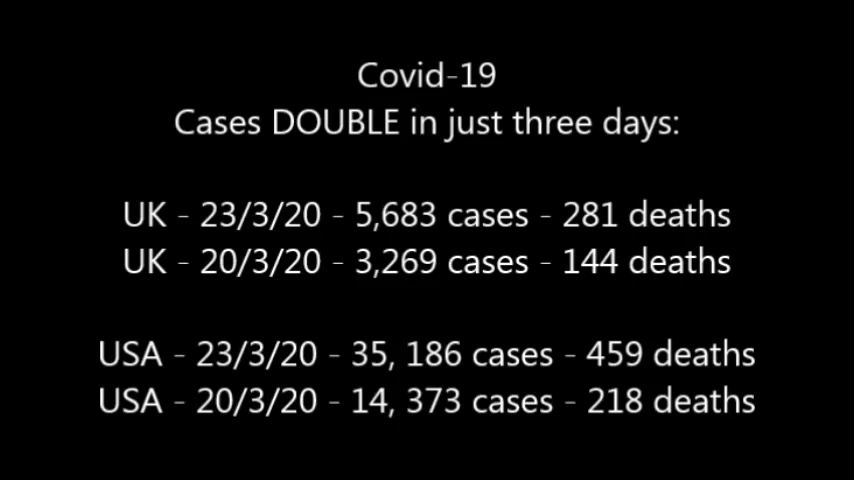 Covid-19
Cases DOUBLE in just three days:
UK - 23/3/20 - 5,683 cases - 281 deaths
UK - 20/3/20 - 3,269 cases - 144 deaths
USA - 23/3/20 - 35, 186 cases - 459 deaths
USA - 20/3/20 - 14, 373 cases - 218 deaths